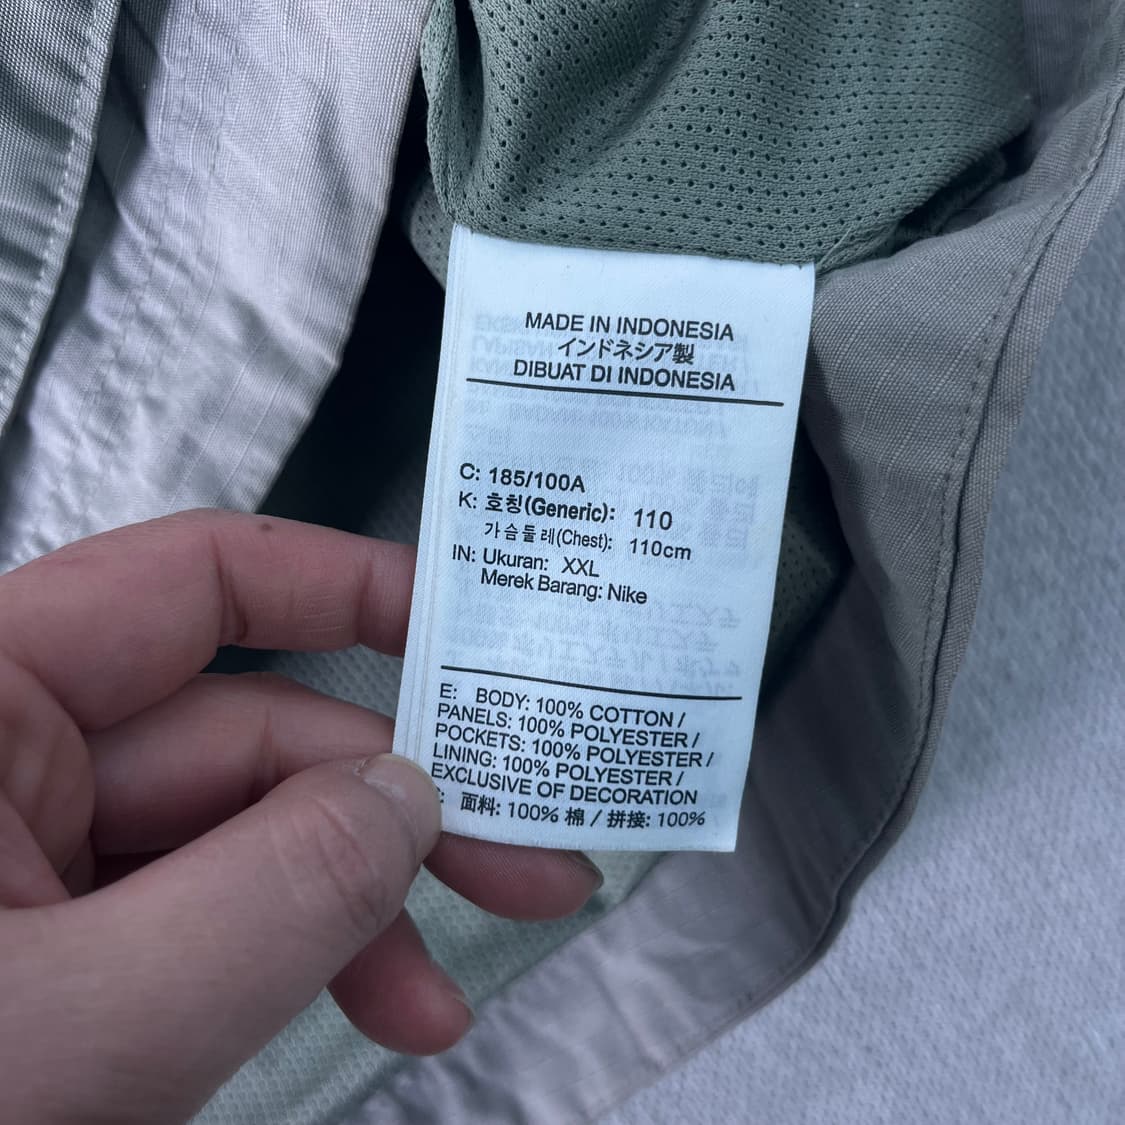 MADE IN INDONESIA
インドネシア製
DIBUAT DI INDONESIA
C: 185/100A
K: 호칭(Generic): 110
가슴둘레(Chest): 110cm
IN: Ukuran: XXL
Merek Barang: Nike
E: BODY: 100% COTTON /
PANELS: 100% POLYESTER /
POCKETS: 100% POLYESTER /
LINING: 100% POLYESTER /
EXCLUSIVE OF DECORATION
面料: 100% 棉 / 拼接: 100%